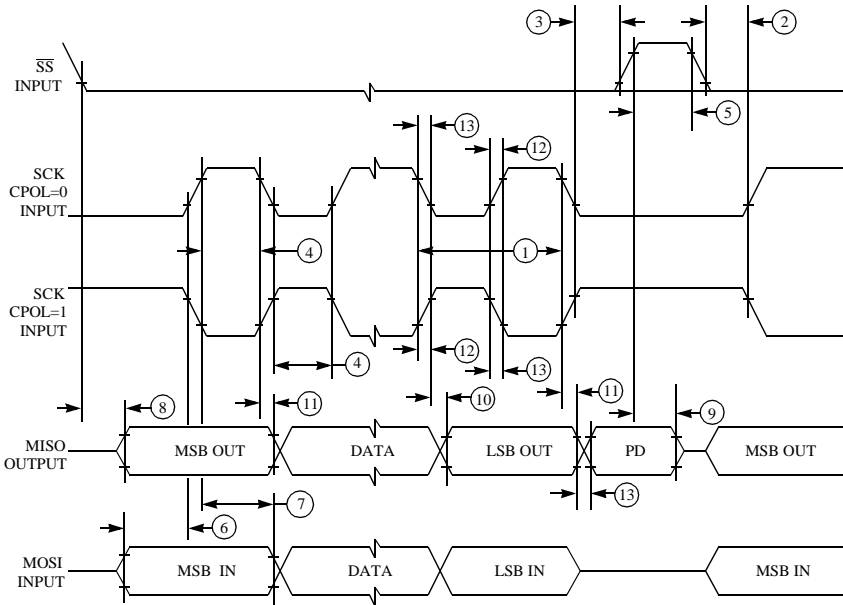 3
2
SS
INPUT
5
13
12
SCK
CPOL=0
INPUT
4
1
SCK
CPOL=1
INPUT
4
12
13
8
11
10
11
9
MISO
OUTPUT
MSB OUT
DATA
LSB OUT
PD
MSB OUT
13
7
6
MOSI
INPUT
MSB IN
DATA
LSB IN
MSB IN